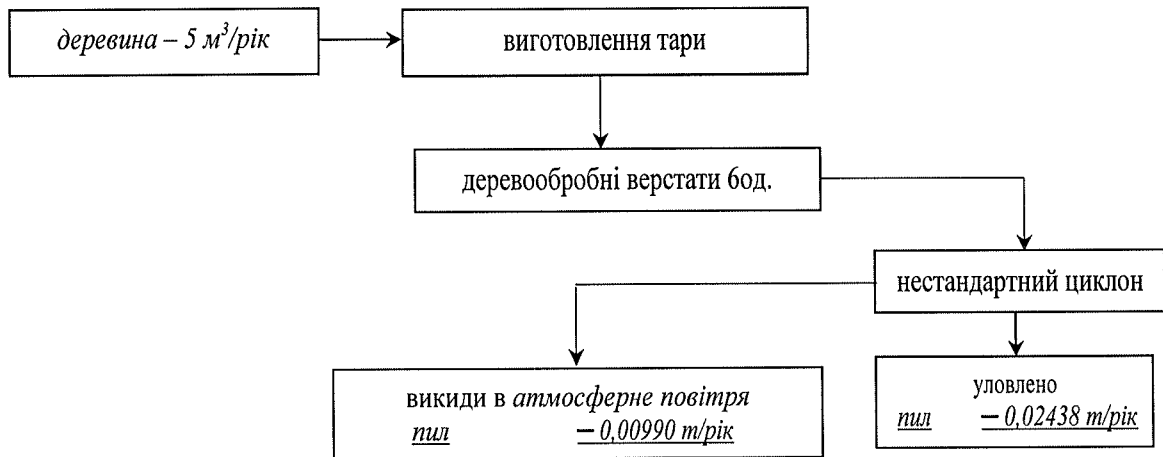 деревина – 5 м³/рік
виготовлення тари
деревообробні верстати 6од.
нестандартний циклон
викиди в атмосферне повітря
пил – 0,00990 т/рік
уловлено
пил – 0,02438 т/рік